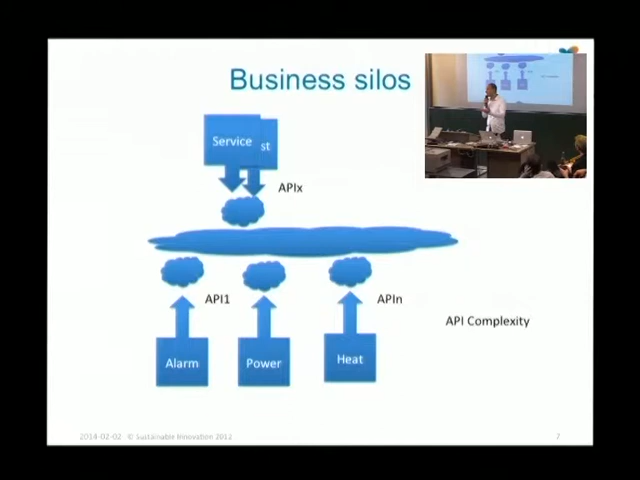 Business silos
Service
st
APIx
API1
APIn
API Complexity
Alarm
Power
Heat
2014-02-02 © Sustainable Innovation 2012
7